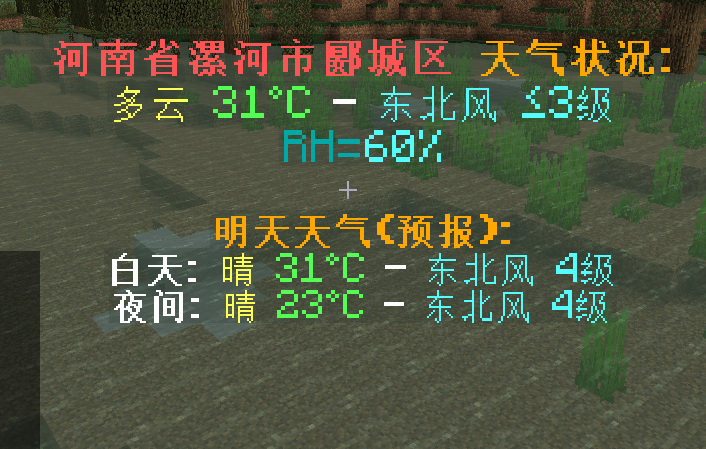 河南省漯河市郾城区 天气状况:
多云 31°C - 东北风 ≤3级
RH=60%
明天天气(预报):
白天: 晴 31°C - 东北风 4级
夜间: 晴 23°C - 东北风 4级